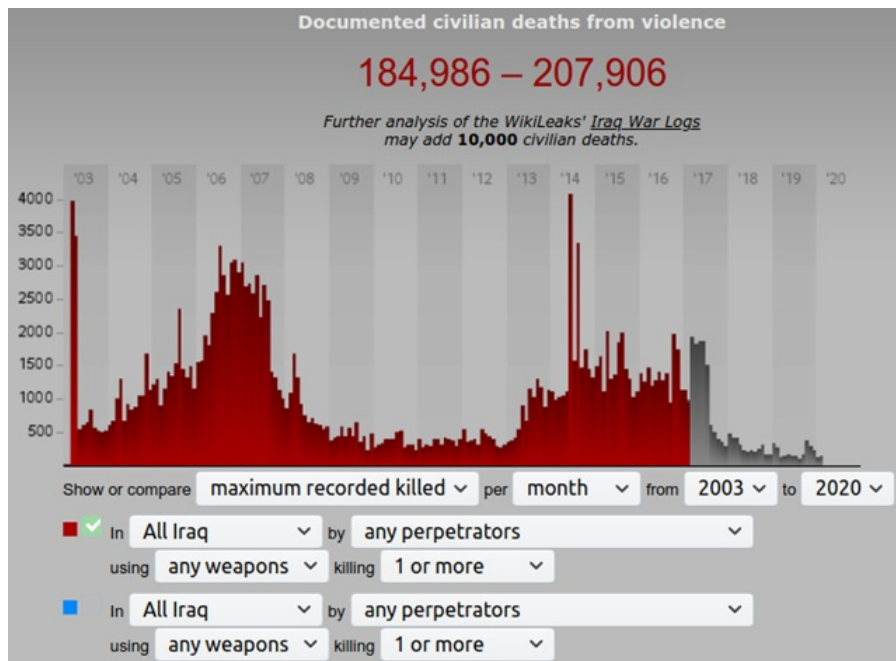 Documented civilian deaths from violence
184,986 – 207,906
Further analysis of the WikiLeaks' Iraq War Logs
may add 10,000 civilian deaths.
'03 '04 '05 '06 '07 '08 '09 '10 '11 '12 '13 '14 '15 '16 '17 '18 '19 '20
4000
3500
3000
2500
2000
1500
1000
500
Show or compare maximum recorded killed per month from 2003 to 2020
In All Iraq by any perpetrators
using any weapons killing 1 or more
In All Iraq by any perpetrators
using any weapons killing 1 or more